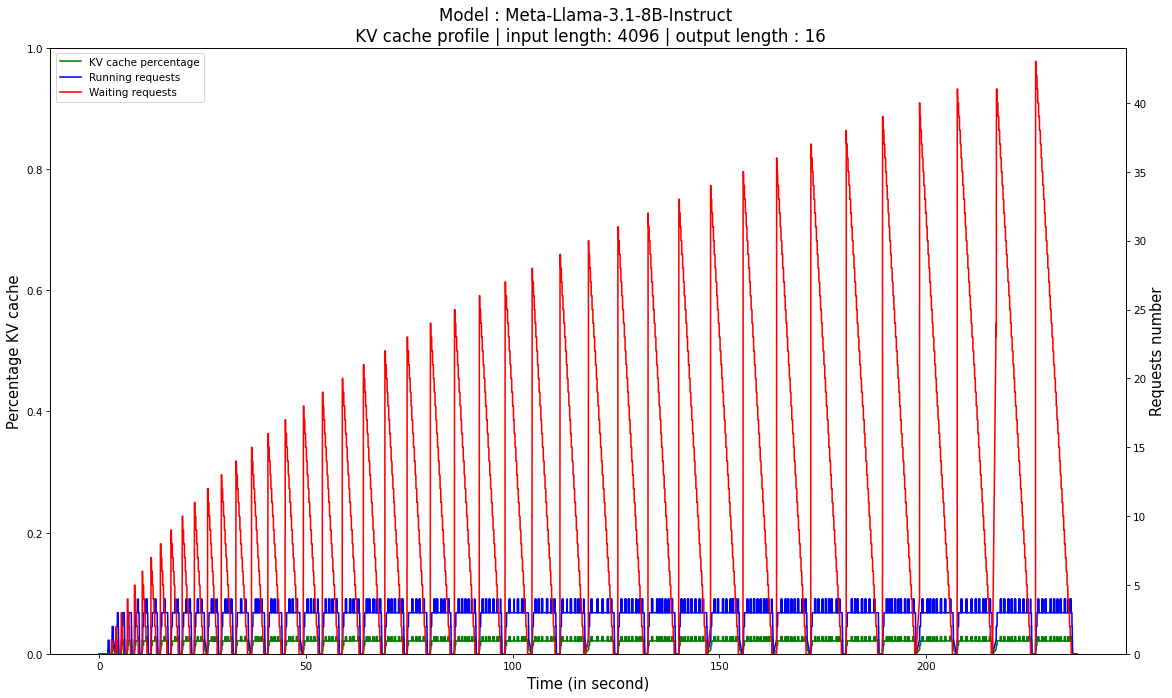 Model : Meta-Llama-3.1-8B-Instruct
KV cache profile | input length: 4096 | output length : 16
KV cache percentage
Running requests
Waiting requests
Percentage KV cache
1.0
0.8
0.6
0.4
0.2
0.0
Requests number
40
35
30
25
20
15
10
5
0
0
50
100
150
200
Time (in second)